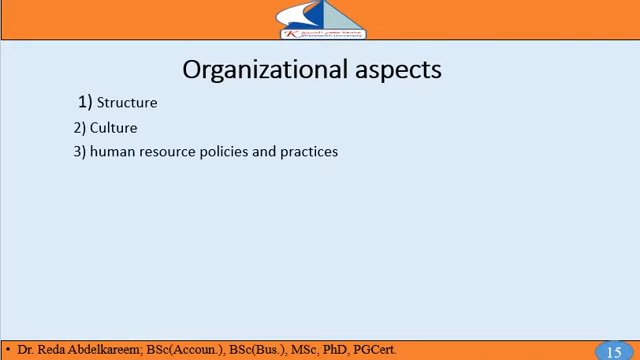 Organizational aspects
1) Structure
2) Culture
3) human resource policies and practices
• Dr. Reda Abdelkareem; BSc(Accoun.), BSc(Bus.), MSc, PhD, PGCert.
15